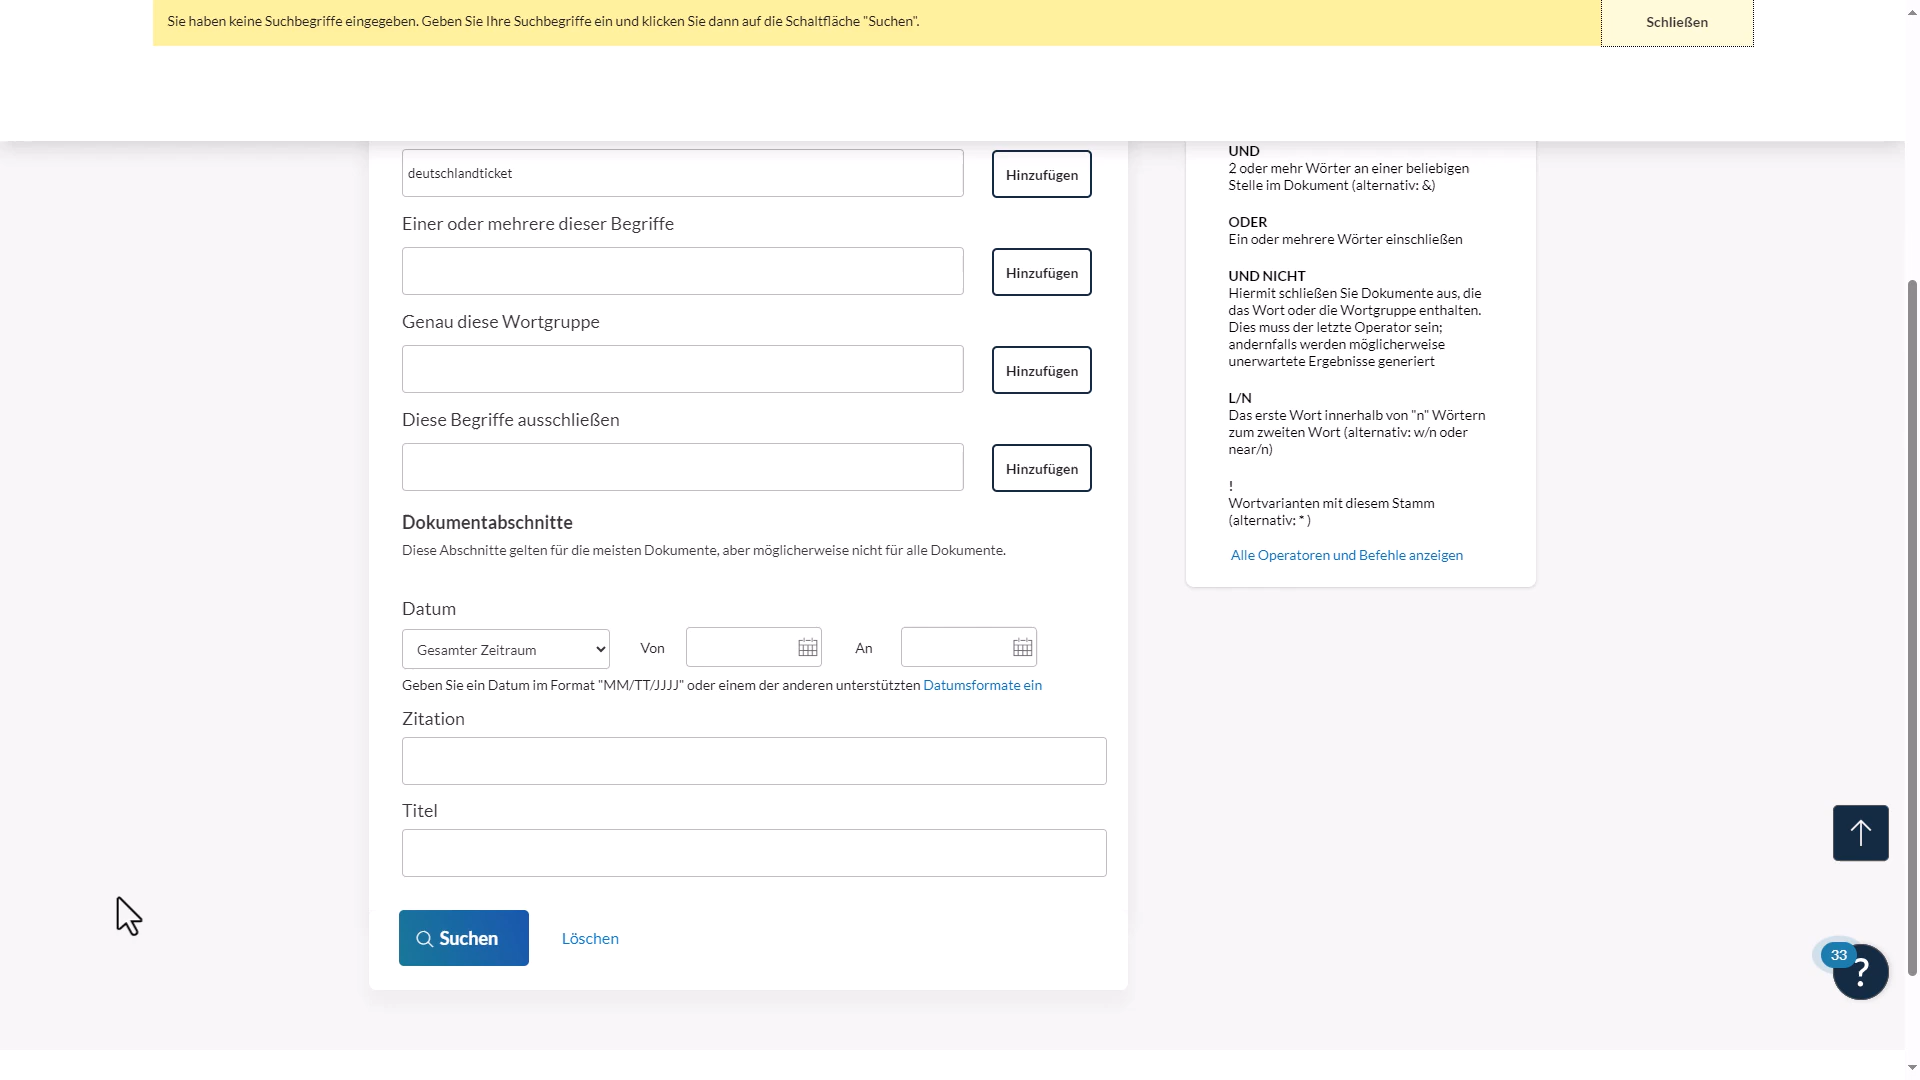 Sie haben keine Suchbegriffe eingegeben. Geben Sie Ihre Suchbegriffe ein und klicken Sie dann auf die Schaltfläche "Suchen".
Schließen
deutschlandticket
Hinzufügen
Einer oder mehrere dieser Begriffe
Hinzufügen
Genau diese Wortgruppe
Hinzufügen
Diese Begriffe ausschließen
Hinzufügen
Dokumentabschnitte
Diese Abschnitte gelten für die meisten Dokumente, aber möglicherweise nicht für alle Dokumente.
Datum
Gesamter Zeitraum
Von
An
Geben Sie ein Datum im Format "MM/TT/JJJJ" oder einem der anderen unterstützten Datumsformate ein
Zitation
Titel
Suchen
Löschen
UND
2 oder mehr Wörter an einer beliebigen
Stelle im Dokument (alternativ: &)
ODER
Ein oder mehrere Wörter einschließen
UND NICHT
Hiermit schließen Sie Dokumente aus, die
das Wort oder die Wortgruppe enthalten.
Dies muss der letzte Operator sein;
andernfalls werden möglicherweise
unerwartete Ergebnisse generiert
L/N
Das erste Wort innerhalb von "n" Wörtern
zum zweiten Wort (alternativ: w/n oder
near/n)
!
Wortvarianten mit diesem Stamm
(alternativ: * )
Alle Operatoren und Befehle anzeigen
33
?